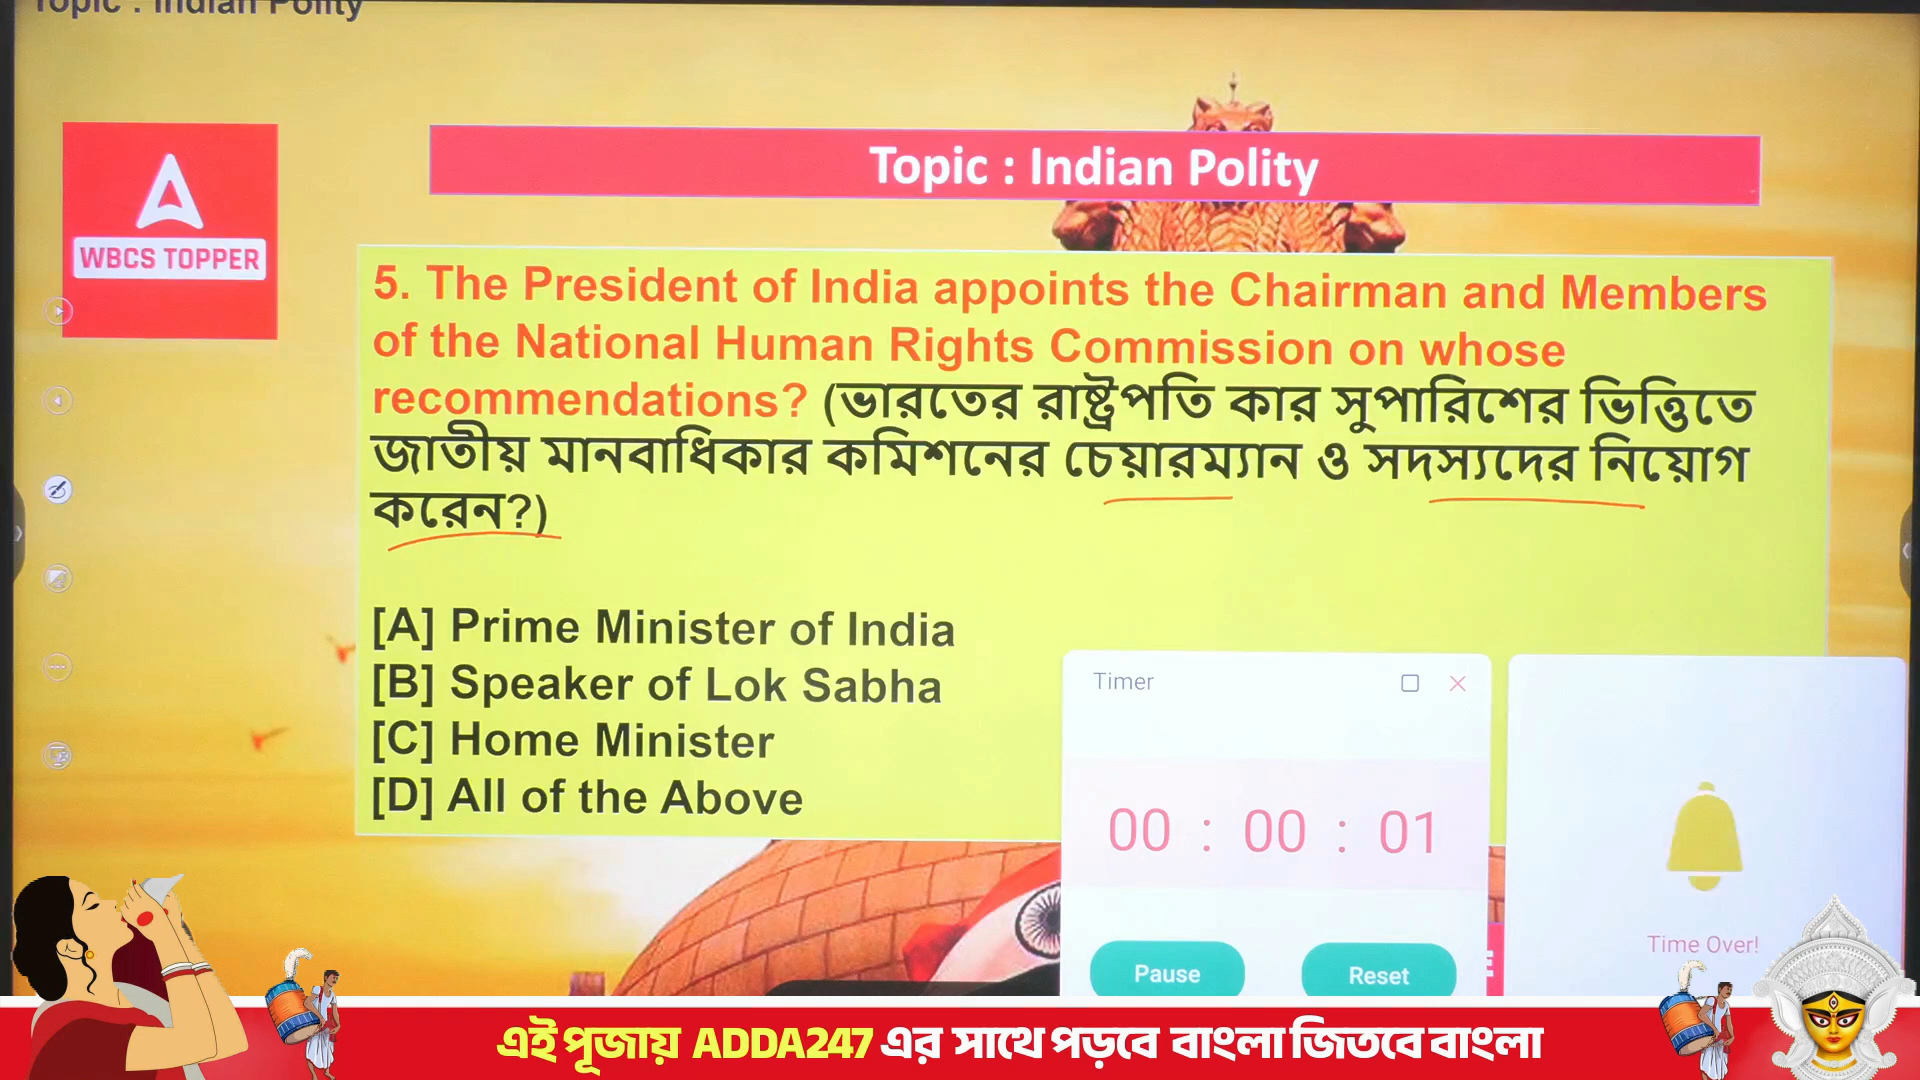 Topic : Indian Polity
Topic : Indian Polity
WBCS TOPPER
5. The President of India appoints the Chairman and Members
of the National Human Rights Commission on whose
recommendations? (ভারতের রাষ্ট্রপতি কার সুপারিশের ভিত্তিতে
জাতীয় মানবাধিকার কমিশনের চেয়ারম্যান ও সদস্যদের নিয়োগ
করেন?)
[A] Prime Minister of India
[B] Speaker of Lok Sabha
[C] Home Minister
[D] All of the Above
Timer
00 : 00 : 01
Pause
Reset
Time Over!
এই পূজায় ADDA247 এর সাথে পড়বে বাংলা জিতবে বাংলা